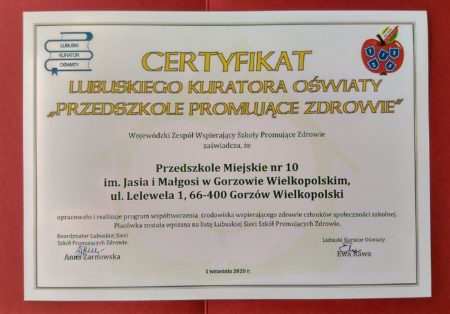 LUBUSKI
KURATOR
OŚWIATY
CERTYFIKAT
LUBUSKIEGO KURATORA OŚWIATY
„PRZEDSZKOLE PROMUJĄCE ZDROWIE”
Wojewódzki Zespół Wspierający Szkoły Promujące Zdrowie
zaświadcza, że
Przedszkole Miejskie nr 10
im. Jasia i Małgosi w Gorzowie Wielkopolskim,
ul. Lelewela 1, 66-400 Gorzów Wielkopolski
opracowało i realizuje program współtworzenia środowiska wspierającego zdrowie członków społeczności szkolnej.
Placówka została wpisana na listę Lubuskiej Sieci Szkół Promujących Zdrowie.
Koordynator Lubuskiej Sieci
Szkół Promujących Zdrowie
Anna Zarnowska
Lubuski Kurator Oświaty
Ewa Rawa
1 września 2020 r.